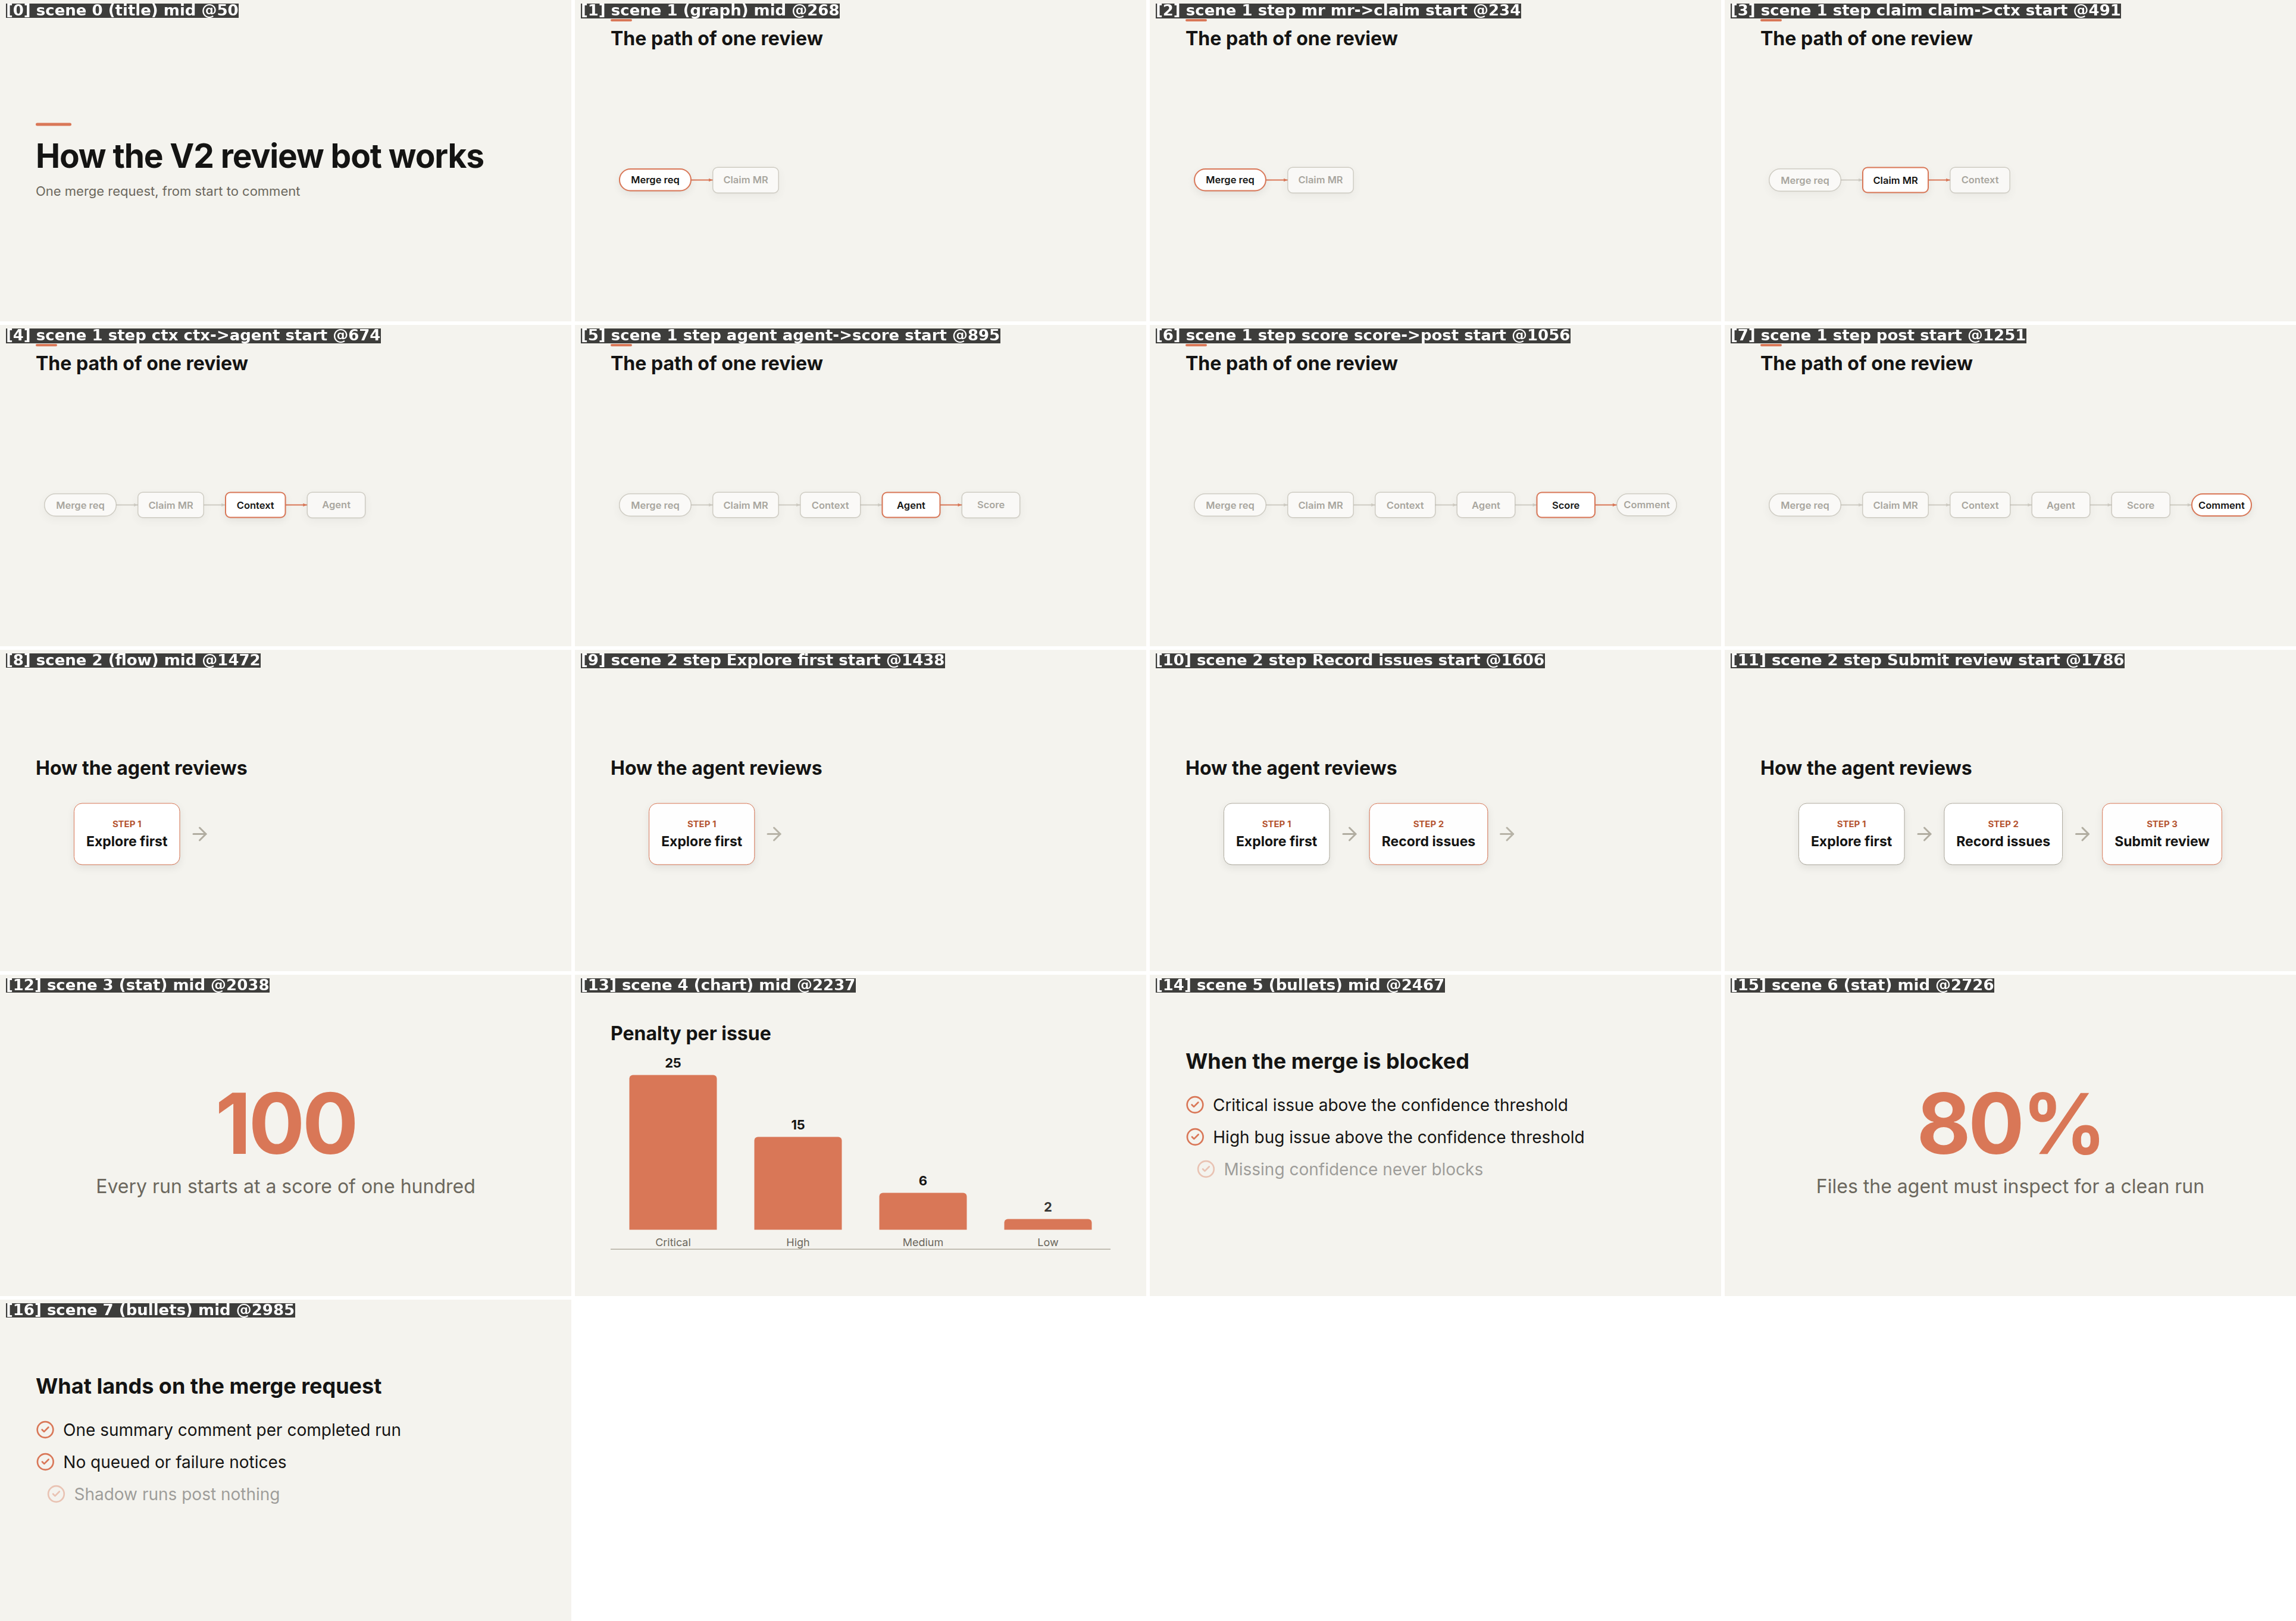 [0] scene 0 (title) mid @50
How the V2 review bot works
One merge request, from start to comment
[1] scene 1 (graph) mid @268
The path of one review
Merge req
Claim MR
[2] scene 1 step mr mr->claim @234
The path of one review
Merge req
Claim MR
[3] scene 1 step claim claim->ctx start @491
The path of one review
Merge req
Claim MR
Context
[4] scene 1 step ctx ctx->agent start @674
The path of one review
Merge req
Claim MR
Context
Agent
[5] scene 1 step agent agent->score start @895
The path of one review
Merge req
Claim MR
Context
Agent
Score
[6] scene 1 step score score->post start @1056
The path of one review
Merge req
Claim MR
Context
Agent
Score
Comment
[7] scene 1 step post start @1251
The path of one review
Merge req
Claim MR
Context
Agent
Score
Comment
[8] scene 2 (flow) mid @1472
How the agent reviews
STEP 1
Explore first
[9] scene 2 step Explore first start @1438
How the agent reviews
STEP 1
Explore first
[10] scene 2 step Record issues start @1606
How the agent reviews
STEP 1
Explore first
STEP 2
Record issues
[11] scene 2 step Submit review start @1786
How the agent reviews
STEP 1
Explore first
STEP 2
Record issues
STEP 3
Submit review
[12] scene 3 (stat) mid @2038
100
Every run starts at a score of one hundred
[13] scene 4 (chart) mid @2237
Penalty per issue
25
15
6
2
Critical
High
Medium
Low
[14] scene 5 (bullets) mid @2467
When the merge is blocked
Critical issue above the confidence threshold
High bug issue above the confidence threshold
Missing confidence never blocks
[15] scene 6 (stat) mid @2726
80%
Files the agent must inspect for a clean run
[16] scene 7 (bullets) mid @2985
What lands on the merge request
One summary comment per completed run
No queued or failure notices
Shadow runs post nothing